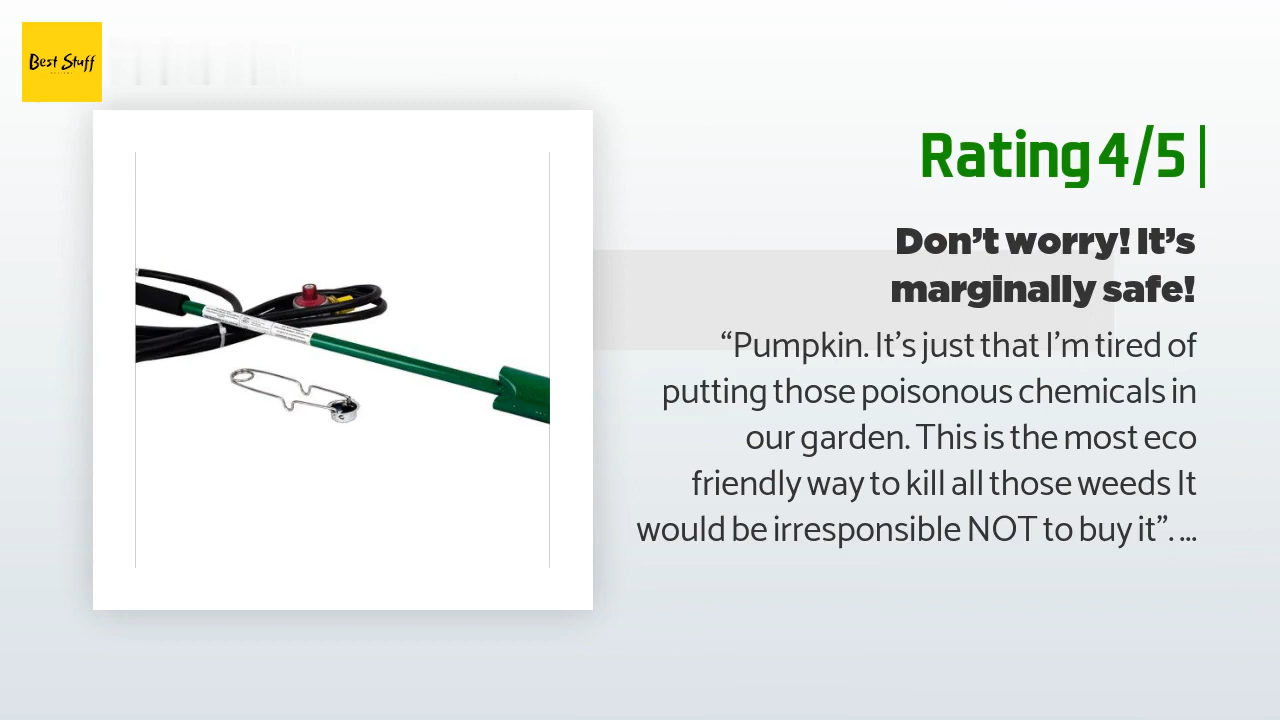 Best Stuff
Rating 4/5
Don’t worry! It’s
marginally safe!
“Pumpkin. It’s just that I’m tired of
putting those poisonous chemicals in
our garden. This is the most eco
friendly way to kill all those weeds It
would be irresponsible NOT to buy it”. ...